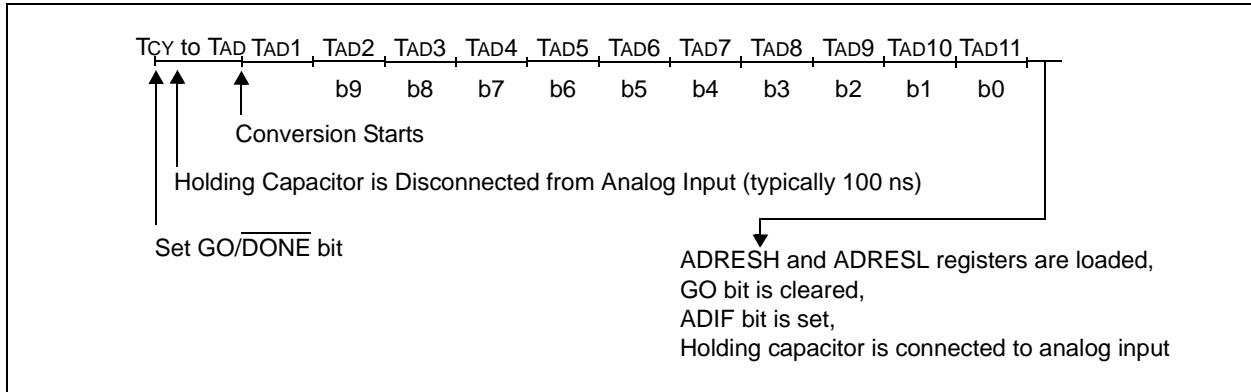 TCY to TAD TAD1 TAD2 TAD3 TAD4 TAD5 TAD6 TAD7 TAD8 TAD9 TAD10 TAD11
b9 b8 b7 b6 b5 b4 b3 b2 b1 b0
Conversion Starts
Holding Capacitor is Disconnected from Analog Input (typically 100 ns)
Set GO/DONE bit
ADRESH and ADRESL registers are loaded,
GO bit is cleared,
ADIF bit is set,
Holding capacitor is connected to analog input